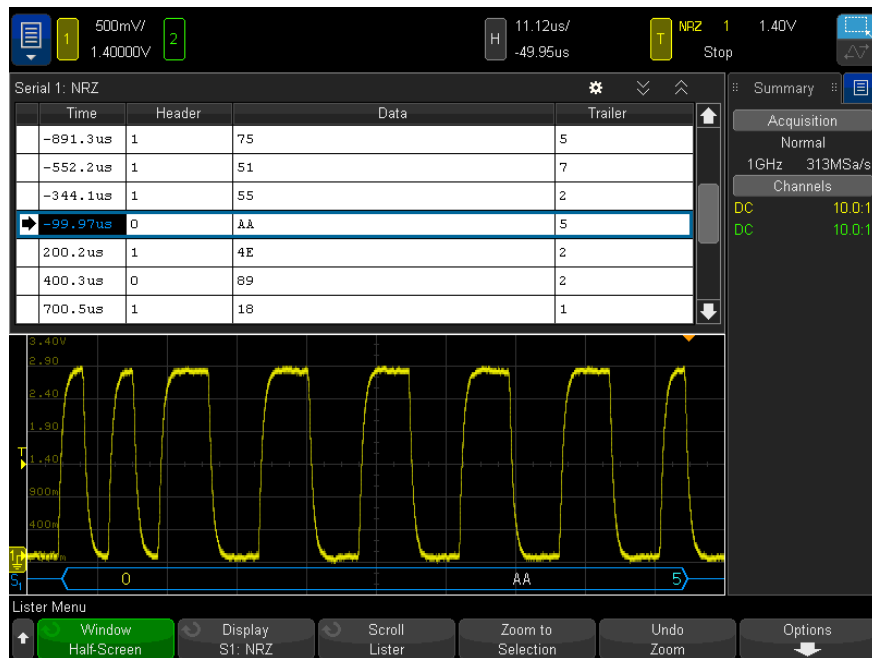 1 500mV/ 1.40000V 2 H 11.12us/ -49.95us T NRZ 1 1.40V Stop
Serial 1: NRZ
Time Header Data Trailer
-891.3us 1 75 5
-552.2us 1 51 7
-344.1us 1 55 2
-99.97us 0 AA 5
200.2us 1 4E 2
400.3us 0 89 2
700.5us 1 18 1
Summary
Acquisition
Normal
1GHz 313MSa/s
Channels
DC 10.0:1
DC 10.0:1
3.40V
2.90
2.40
1.90
T
1.40
900m
400m
S1 0 AA 5
Lister Menu
Window Half-Screen
Display S1: NRZ
Scroll Lister
Zoom to Selection
Undo Zoom
Options